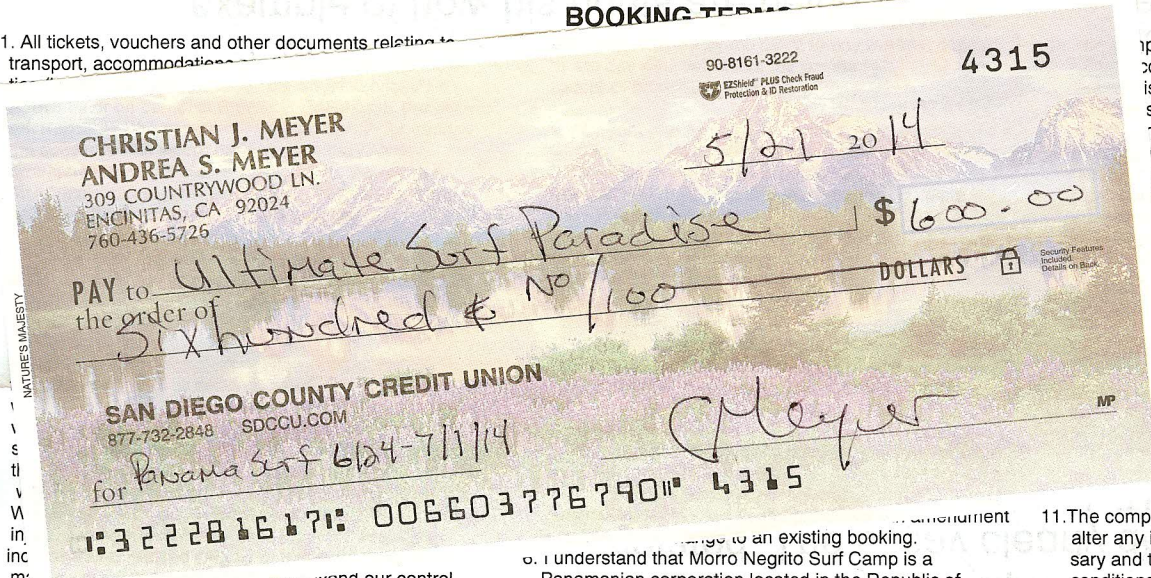 BOOKING TERMS
1. All tickets, vouchers and other documents relating to
transport, accommodations
CHRISTIAN J. MEYER
ANDREA S. MEYER
309 COUNTRYWOOD LN.
ENCINITAS, CA 92024
760-436-5726
90-8161-3222
EZShield™ PLUS Check Fraud
Protection & ID Restoration
4315
5/21 2014
PAY to the order of Ultimate Surf Paradise $ 600.00
Six hundred & No/100 DOLLARS
Security Features
Included.
Details on Back.
NATURE'S MAJESTY
SAN DIEGO COUNTY CREDIT UNION
877-732-2848 SDCCU.COM
for Panama Surf 6/24-7/1/14
CMeyer
MP
⑆322281617⑆ 006603776790⑈ 4315
amendment
to an existing booking.
6. I understand that Morro Negrito Surf Camp is a
Panamanian corporation located in the Republic of
11.The comp
alter any i
sary and t
and our control